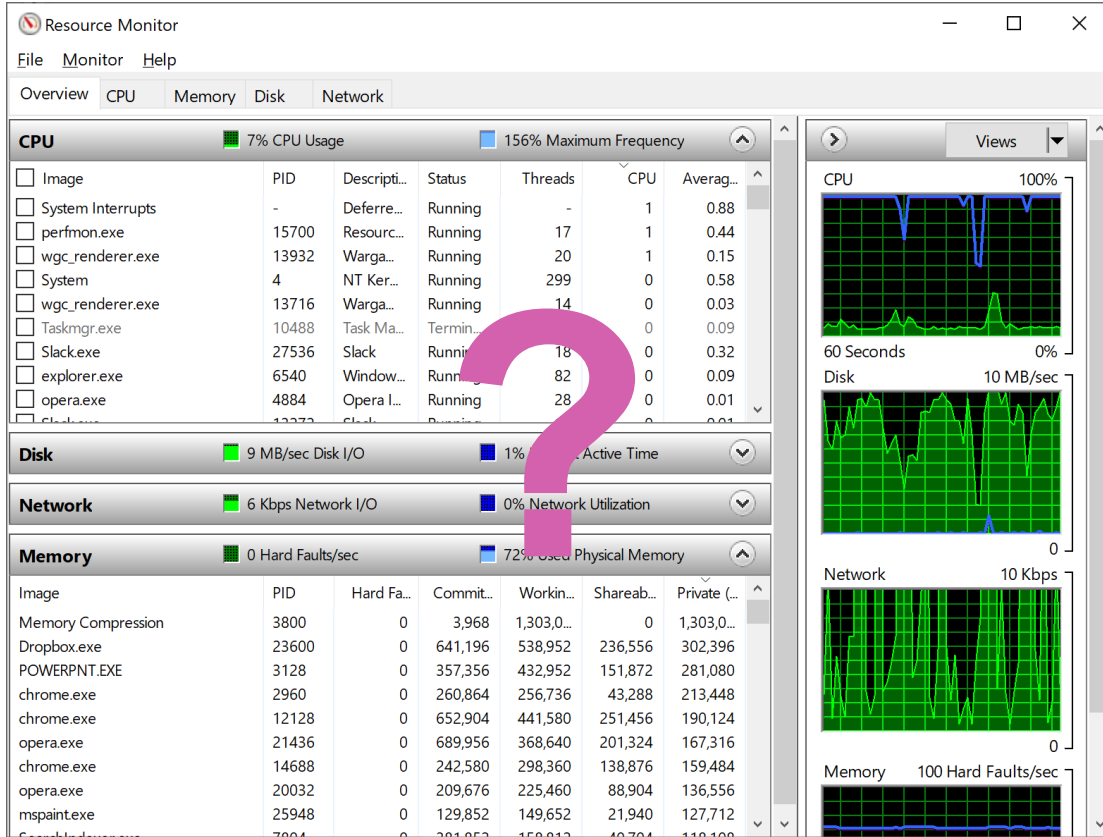 Resource Monitor
File Monitor Help
Overview CPU Memory Disk Network
CPU 7% CPU Usage 156% Maximum Frequency
Image PID Descripti... Status Threads CPU Averag...
System Interrupts - Deferre... Running - 1 0.88
perfmon.exe 15700 Resourc... Running 17 1 0.44
wgc_renderer.exe 13932 Warga... Running 20 1 0.15
System 4 NT Ker... Running 299 0 0.58
wgc_renderer.exe 13716 Warga... Running 14 0 0.03
Taskmgr.exe 10488 Task Ma... Termin... 0 0.09
Slack.exe 27536 Slack 18 0 0.32
explorer.exe 6540 Window... 82 0 0.09
opera.exe 4884 Opera I... Running 28 0 0.01
Disk 9 MB/sec Disk I/O 1% Active Time
Network 6 Kbps Network I/O 0% Network Utilization
Memory 0 Hard Faults/sec 72% Used Physical Memory
Image PID Hard Fa... Commit... Workin... Shareab... Private (...
Memory Compression 3800 0 3,968 1,303,0... 0 1,303,0...
Dropbox.exe 23600 0 641,196 538,952 236,556 302,396
POWERPNT.EXE 3128 0 357,356 432,952 151,872 281,080
chrome.exe 2960 0 260,864 256,736 43,288 213,448
chrome.exe 12128 0 652,904 441,580 251,456 190,124
opera.exe 21436 0 689,956 368,640 201,324 167,316
chrome.exe 14688 0 242,580 298,360 138,876 159,484
opera.exe 20032 0 209,676 225,460 88,904 136,556
mspaint.exe 25948 0 129,852 149,652 21,940 127,712
?
Views
CPU 100%
60 Seconds 0%
Disk 10 MB/sec
0
Network 10 Kbps
0
Memory 100 Hard Faults/sec